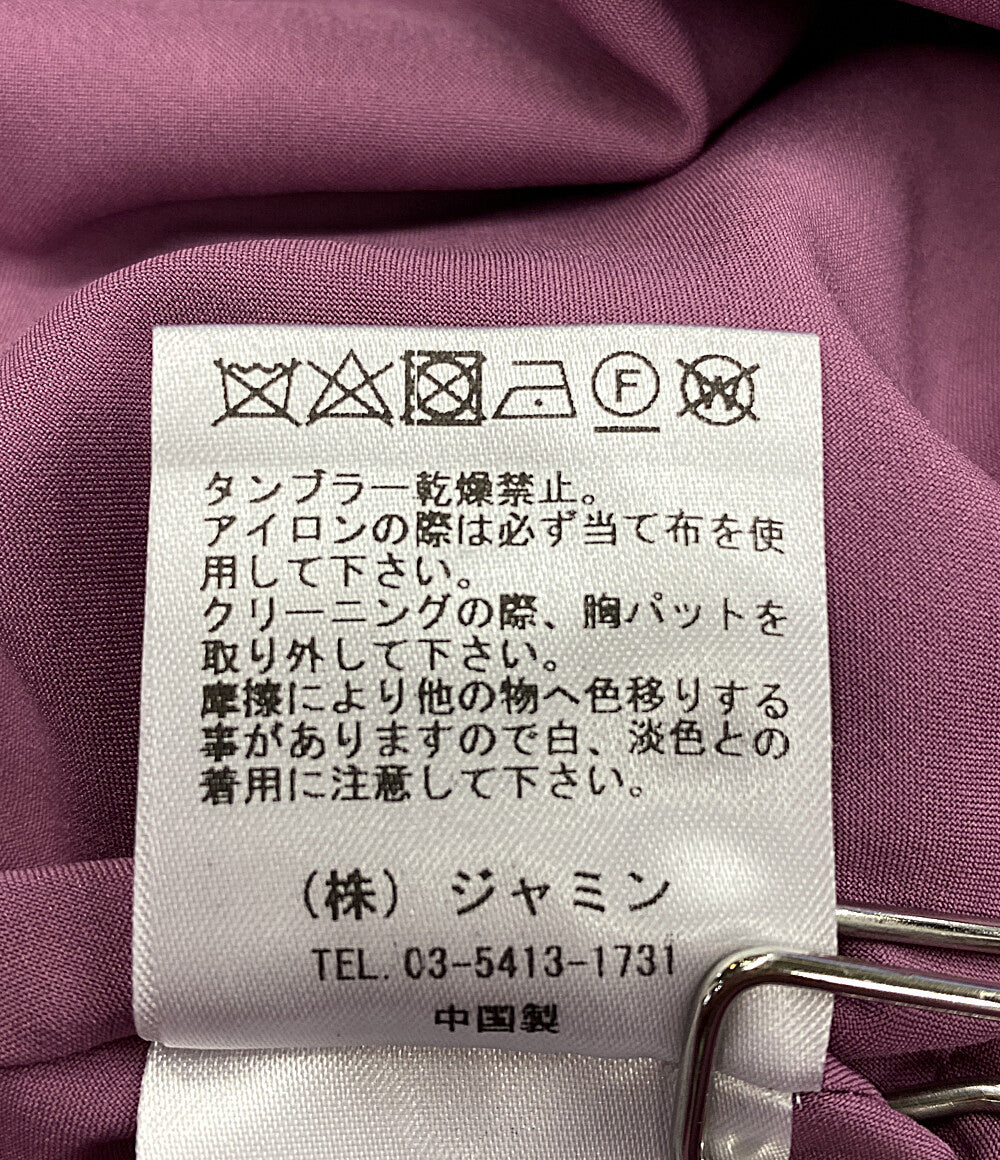 F W
タンブラー乾燥禁止。
アイロンの際は必ず当て布を使
用して下さい。
クリーニングの際、胸パットを
取り外して下さい。
摩擦により他の物へ色移りする
事がありますので白、淡色との
着用に注意して下さい。
(株) ジャミン
TEL. 03-5413-1731
中国製